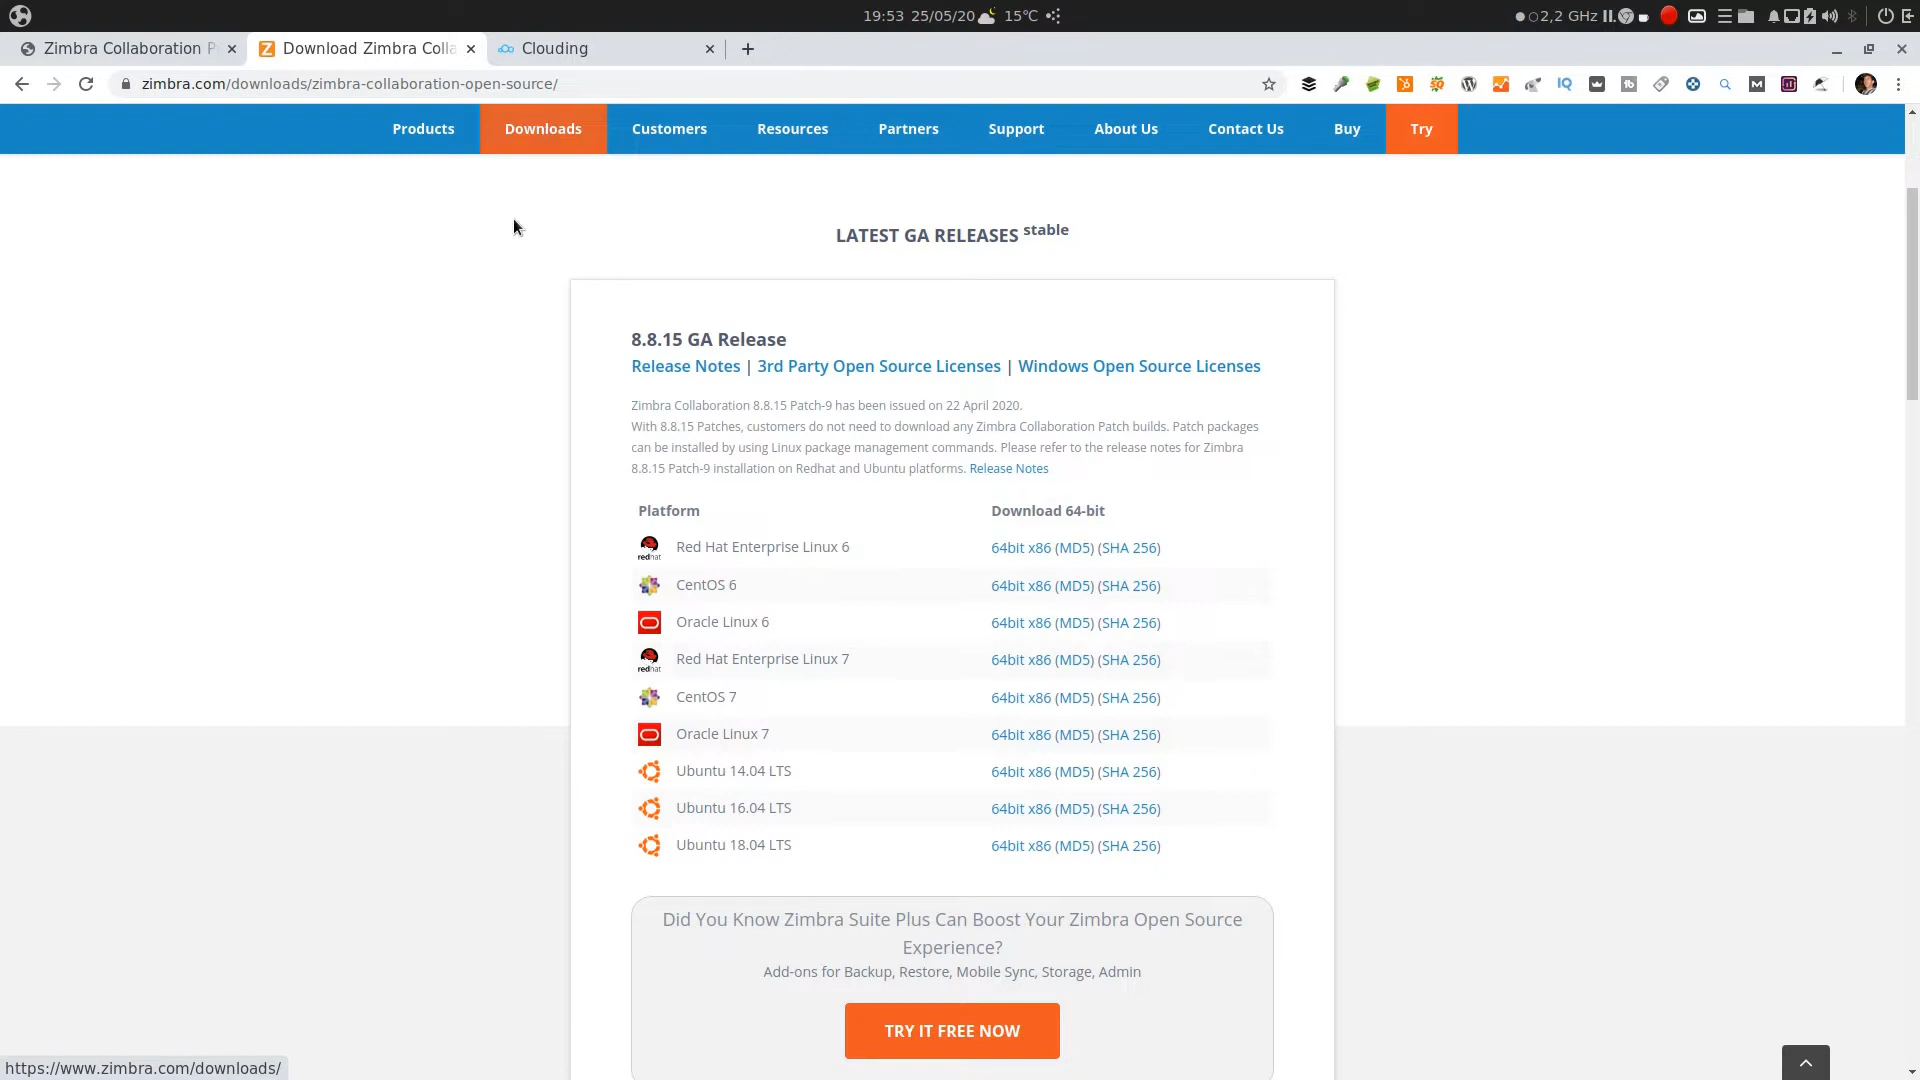 19:53 25/05/20 15°C
2,2 GHz
Zimbra Collaboration P
Download Zimbra Colla
Clouding
zimbra.com/downloads/zimbra-collaboration-open-source/
Products Downloads Customers Resources Partners Support About Us Contact Us Buy Try
LATEST GA RELEASES stable
8.8.15 GA Release
Release Notes | 3rd Party Open Source Licenses | Windows Open Source Licenses
Zimbra Collaboration 8.8.15 Patch-9 has been issued on 22 April 2020.
With 8.8.15 Patches, customers do not need to download any Zimbra Collaboration Patch builds. Patch packages
can be installed by using Linux package management commands. Please refer to the release notes for Zimbra
8.8.15 Patch-9 installation on Redhat and Ubuntu platforms. Release Notes
Platform Download 64-bit
redhat Red Hat Enterprise Linux 6 64bit x86 (MD5) (SHA 256)
CentOS 6 64bit x86 (MD5) (SHA 256)
Oracle Linux 6 64bit x86 (MD5) (SHA 256)
redhat Red Hat Enterprise Linux 7 64bit x86 (MD5) (SHA 256)
CentOS 7 64bit x86 (MD5) (SHA 256)
Oracle Linux 7 64bit x86 (MD5) (SHA 256)
Ubuntu 14.04 LTS 64bit x86 (MD5) (SHA 256)
Ubuntu 16.04 LTS 64bit x86 (MD5) (SHA 256)
Ubuntu 18.04 LTS 64bit x86 (MD5) (SHA 256)
Did You Know Zimbra Suite Plus Can Boost Your Zimbra Open Source
Experience?
Add-ons for Backup, Restore, Mobile Sync, Storage, Admin
TRY IT FREE NOW
https://www.zimbra.com/downloads/